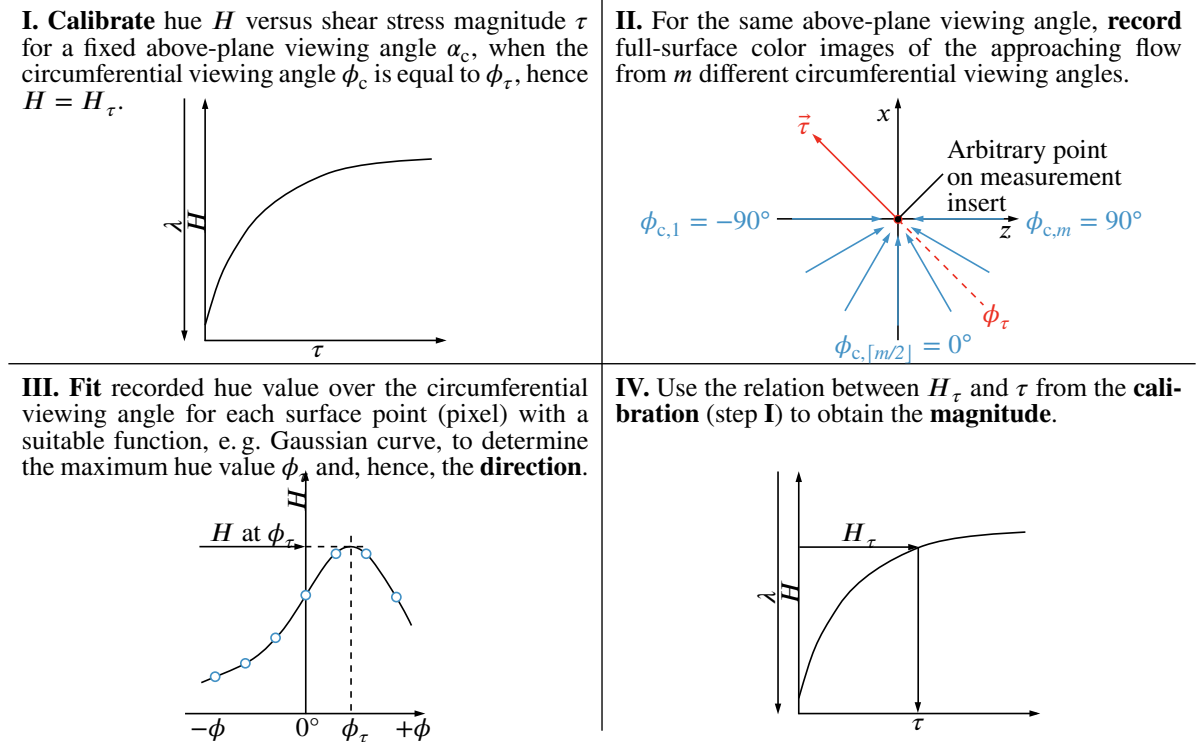 I. Calibrate hue H versus shear stress magnitude τ
for a fixed above-plane viewing angle α_c, when the
circumferential viewing angle ϕ_c is equal to ϕ_τ, hence
H = H_τ.
λ
H
τ
II. For the same above-plane viewing angle, record
full-surface color images of the approaching flow
from m different circumferential viewing angles.
x
τ⃗
Arbitrary point
on measurement
insert
ϕ_c,1 = −90°
z
ϕ_c,m = 90°
ϕ_τ
ϕ_c,⌈m/2⌋ = 0°
III. Fit recorded hue value over the circumferential
viewing angle for each surface point (pixel) with a
suitable function, e. g. Gaussian curve, to determine
the maximum hue value ϕ_τ and, hence, the direction.
H
H at ϕ_τ
−ϕ
0°
ϕ_τ
+ϕ
IV. Use the relation between H_τ and τ from the cali-
bration (step I) to obtain the magnitude.
H_τ
λ
H
τ